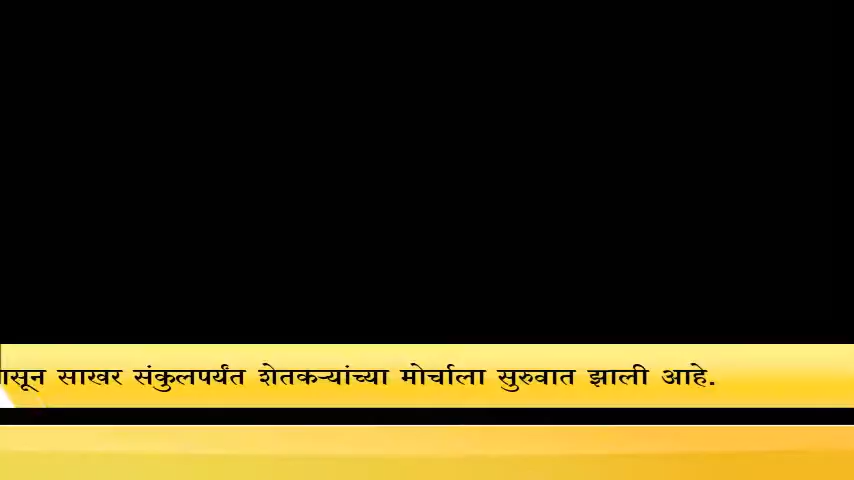 साखर संकुलपर्यंत शेतकऱ्यांच्या मोर्चाला सुरुवात झाली आहे.